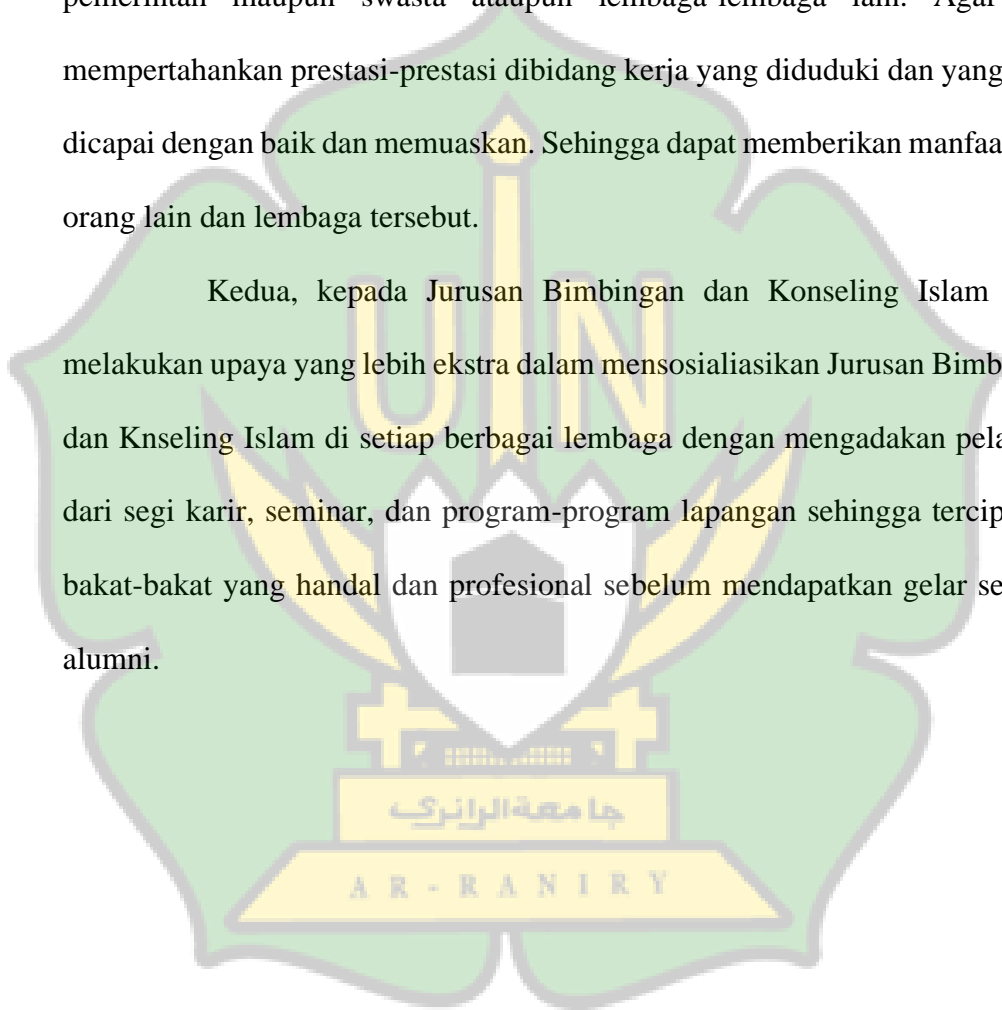 pemerintah maupun swasta ataupun lembaga-lembaga lain. Agar
mempertahankan prestasi-prestasi dibidang kerja yang diduduki dan yang
dicapai dengan baik dan memuaskan. Sehingga dapat memberikan manfaa
orang lain dan lembaga tersebut.
Kedua, kepada Jurusan Bimbingan dan Konseling Islam
melakukan upaya yang lebih ekstra dalam mensosialiasikan Jurusan Bimb
dan Knseling Islam di setiap berbagai lembaga dengan mengadakan pela
dari segi karir, seminar, dan program-program lapangan sehingga tercip
bakat-bakat yang handal dan profesional sebelum mendapatkan gelar se
alumni.
UIN
جامعةالرانري
AR-RANIRY